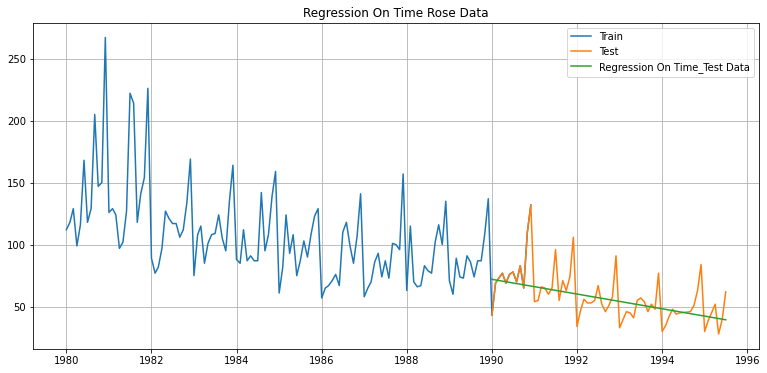 Regression On Time Rose Data
Train
Test
Regression On Time_Test Data
250
200
150
100
50
1980 1982 1984 1986 1988 1990 1992 1994 1996